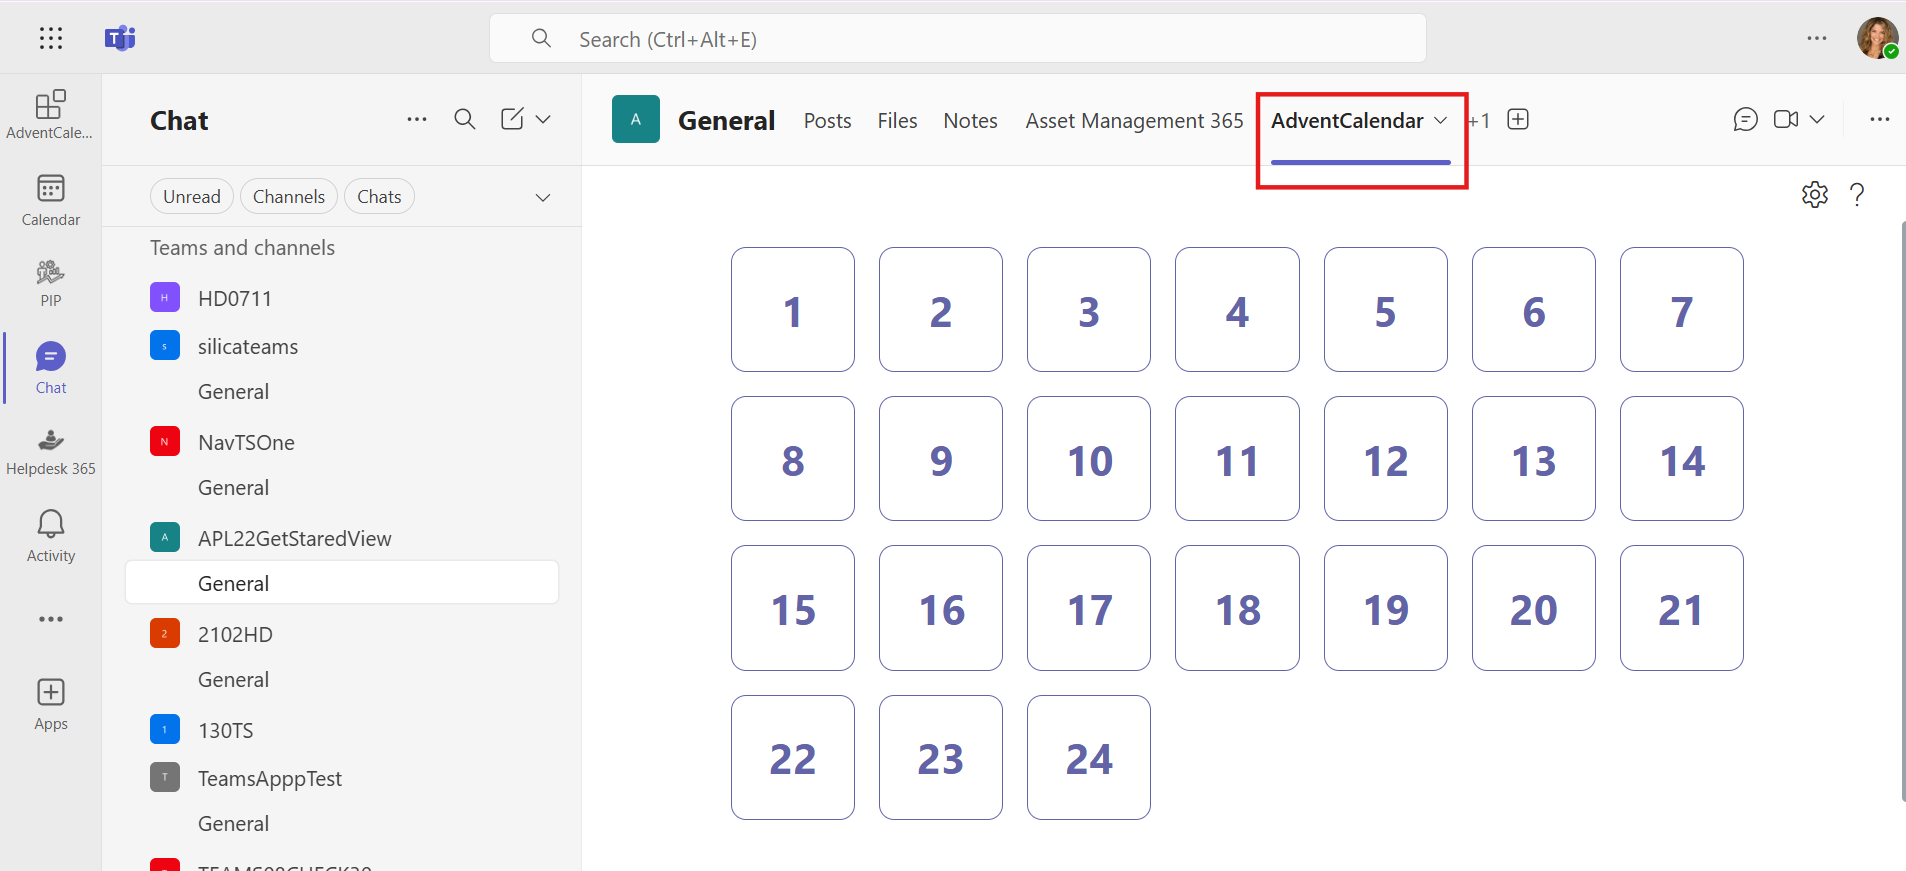 Search (Ctrl+Alt+E)
AdventCale...
Calendar
PIP
Chat
Helpdesk 365
Activity
Apps
Chat
Unread Channels Chats
Teams and channels
H HD0711
s silicateams
General
N NavTSOne
General
A APL22GetStaredView
General
2 2102HD
General
1 130TS
T TeamsApppTest
General
A General Posts Files Notes Asset Management 365 AdventCalendar +1
?
1 2 3 4 5 6 7
8 9 10 11 12 13 14
15 16 17 18 19 20 21
22 23 24